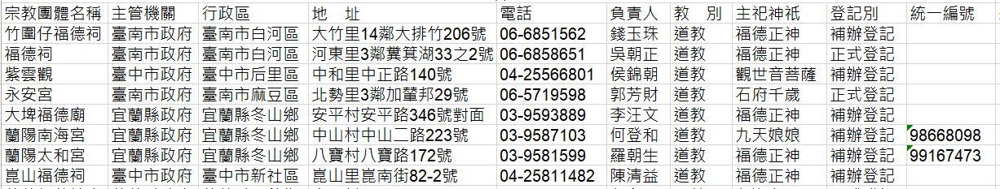 宗教團體名稱 主管機關 行政區 地 址 電話 負責人 教 別 主祀神祇 登記別 統一編號
竹圍仔福德祠 臺南市政府 臺南市白河區 大竹里14鄰大排竹206號 06-6851562 錢玉珠 道教 福德正神 補辦登記
福德祠 臺南市政府 臺南市白河區 河東里3鄰糞箕湖33之2號 06-6858651 吳朝正 道教 福德正神 正式登記
紫雲觀 臺中市政府 臺中市后里區 中和里中正路140號 04-25566801 侯錦朝 道教 觀世音菩薩 補辦登記
永安宮 臺南市政府 臺南市麻豆區 北勢里3鄰加輦邦29號 06-5719598 郭芳財 道教 石府千歲 正式登記
大埤福德廟 宜蘭縣政府 宜蘭縣冬山鄉 安平村安平路346號對面 03-9593889 李汪文 道教 福德正神 補辦登記
蘭陽南海宮 宜蘭縣政府 宜蘭縣冬山鄉 中山村中山二路223號 03-9587103 何登和 道教 九天娘娘 補辦登記 98668098
蘭陽太和宮 宜蘭縣政府 宜蘭縣冬山鄉 八寶村八寶路172號 03-9581599 羅朝生 道教 福德正神 補辦登記 99167473
崑山福德祠 臺中市政府 臺中市新社區 崑山里崑南街82-2號 04-25811482 陳清益 道教 福德正神 補辦登記